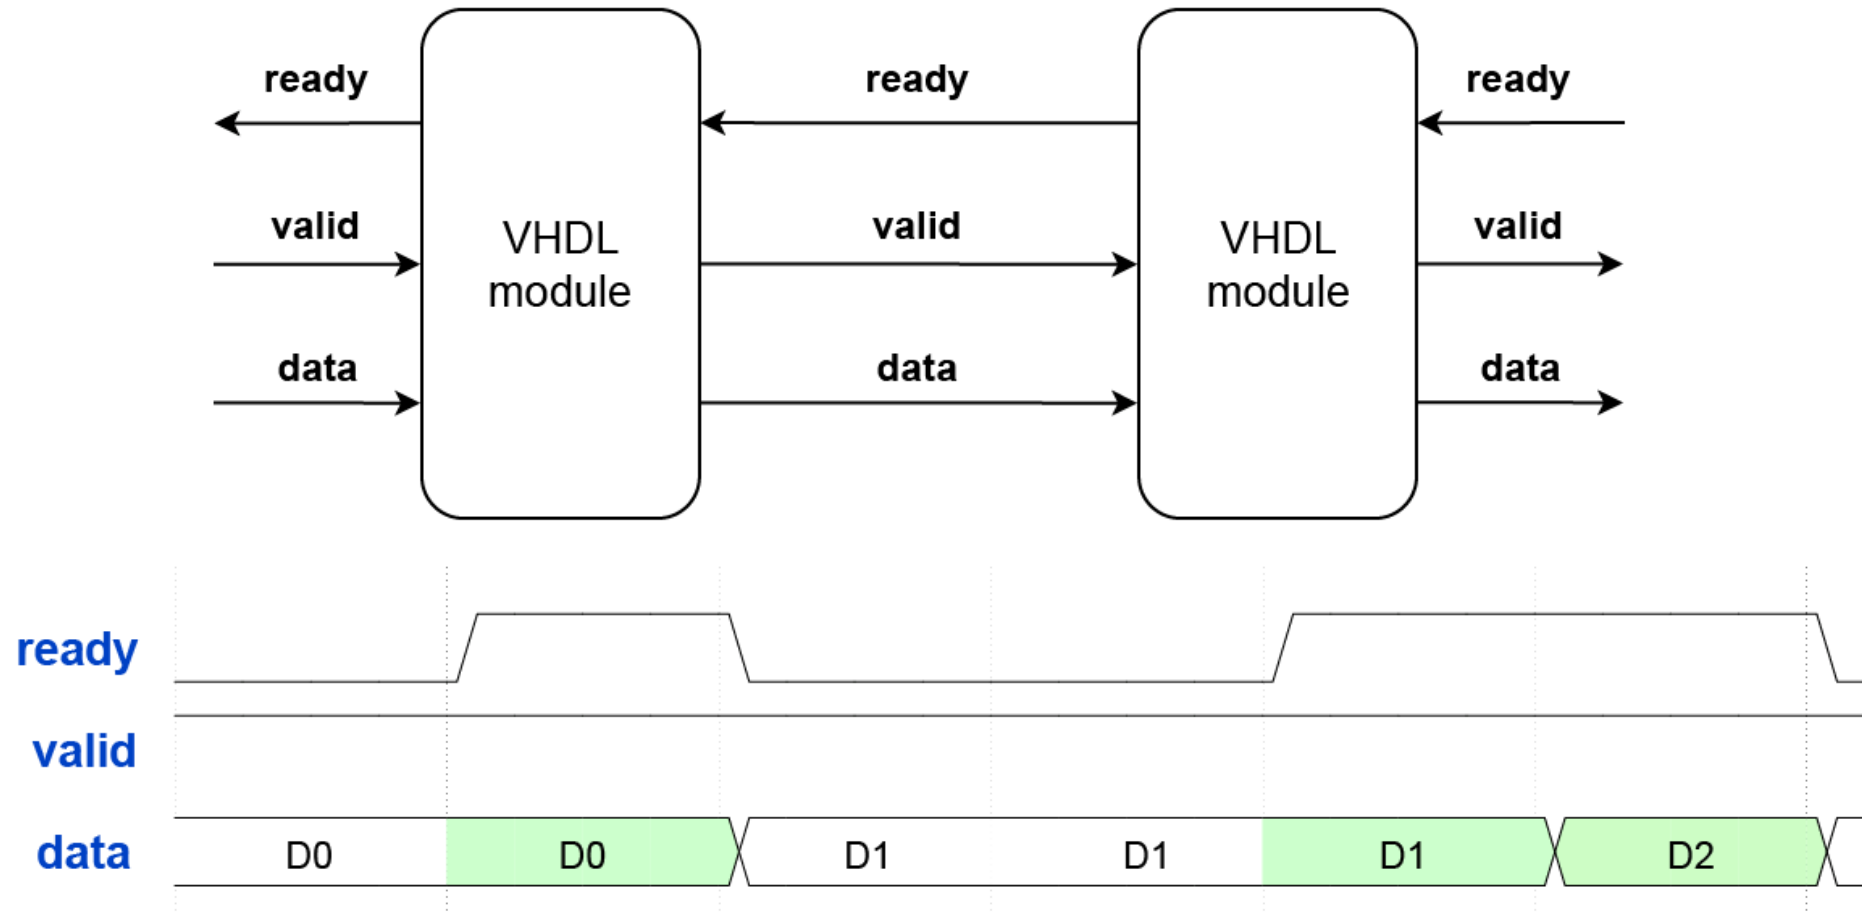 ready
ready
ready
valid
valid
valid
VHDL
module
VHDL
module
data
data
data
ready
valid
data
D0
D0
D1
D1
D1
D2